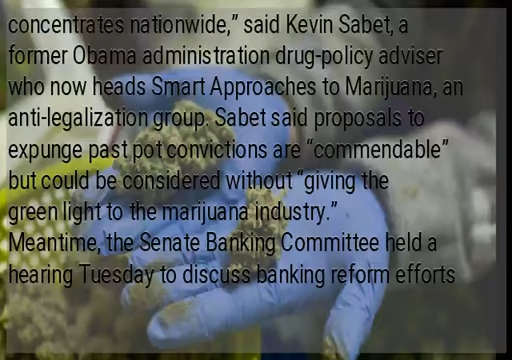 concentrates nationwide,” said Kevin Sabet, a
former Obama administration drug-policy adviser
who now heads Smart Approaches to Marijuana, an
anti-legalization group. Sabet said proposals to
expunge past pot convictions are “commendable”
but could be considered without “giving the
green light to the marijuana industry.”
Meantime, the Senate Banking Committee held a
hearing Tuesday to discuss banking reform efforts